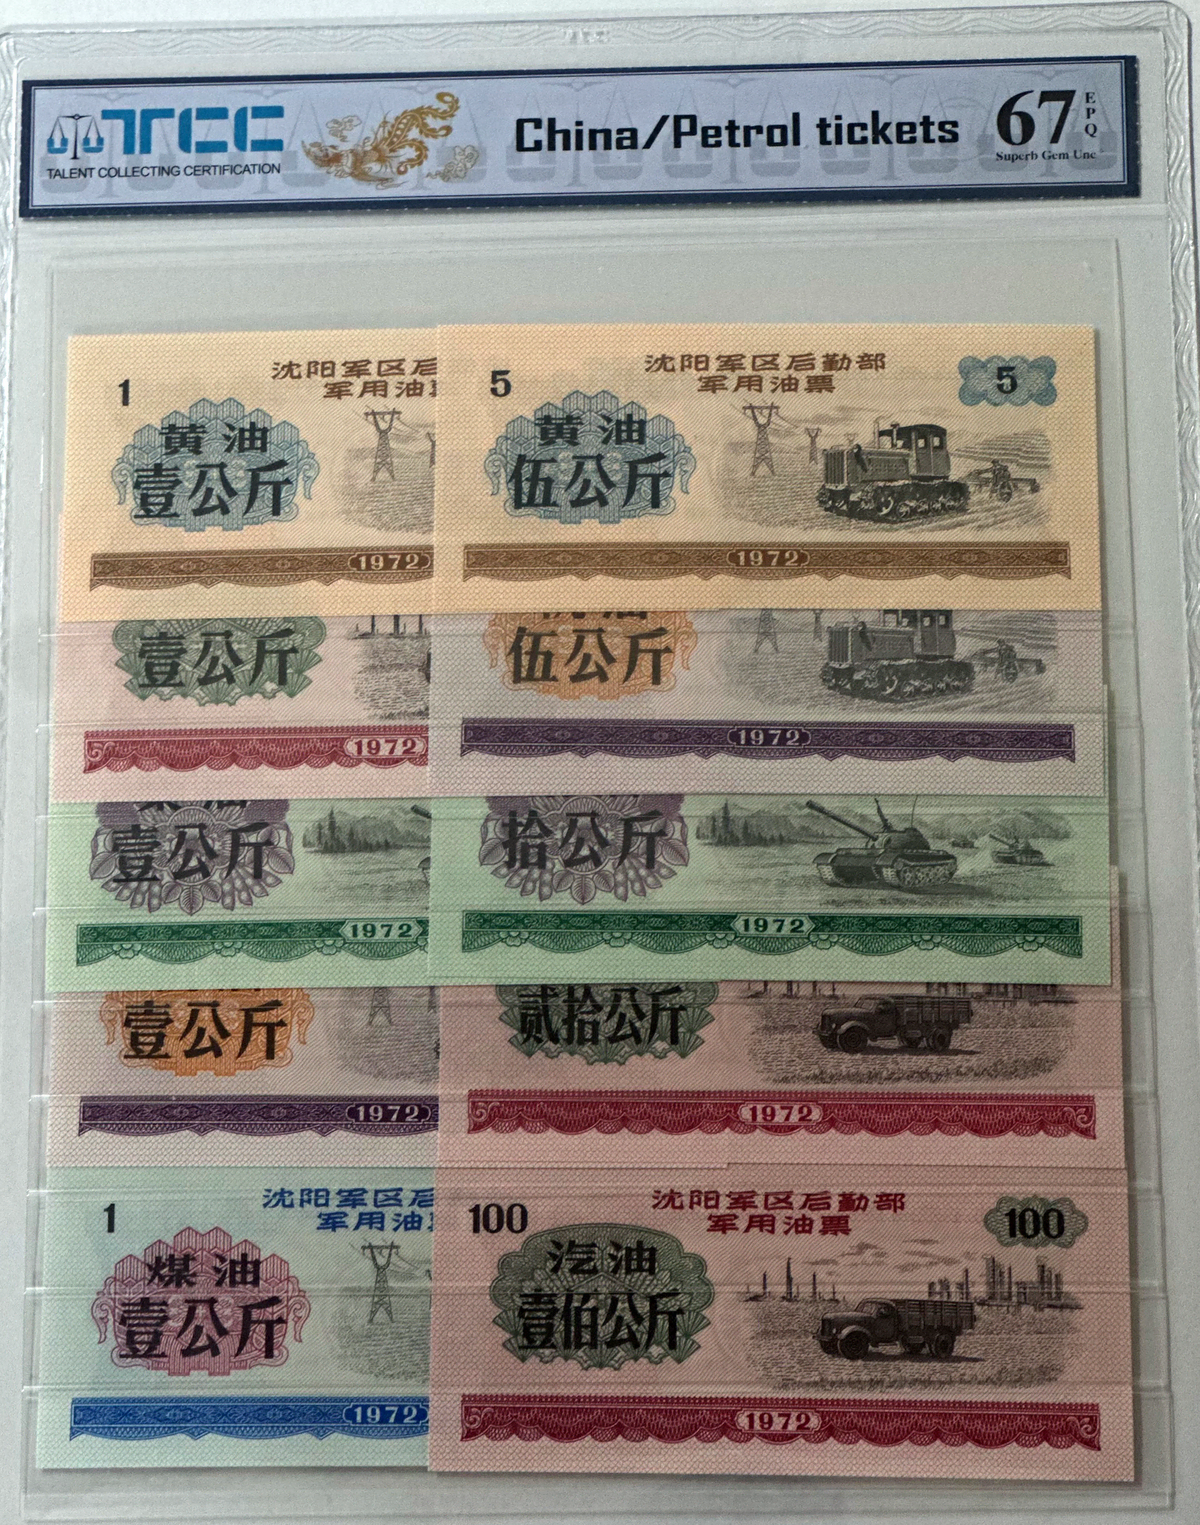 TCC
TALENT COLLECTING CERTIFICATION
China/Petrol tickets
67
EPQ
Superb Gem Unc
1
沈阳军区后
军用油
黄油
壹公斤
1972
5
沈阳军区后勤部
军用油票
5
黄油
伍公斤
1972
壹公斤
1972
伍公斤
1972
壹公斤
1972
拾公斤
1972
壹公斤
1972
贰拾公斤
1972
1
沈阳军区后
军用油
煤油
壹公斤
1972
100
沈阳军区后勤部
军用油票
100
汽油
壹佰公斤
1972